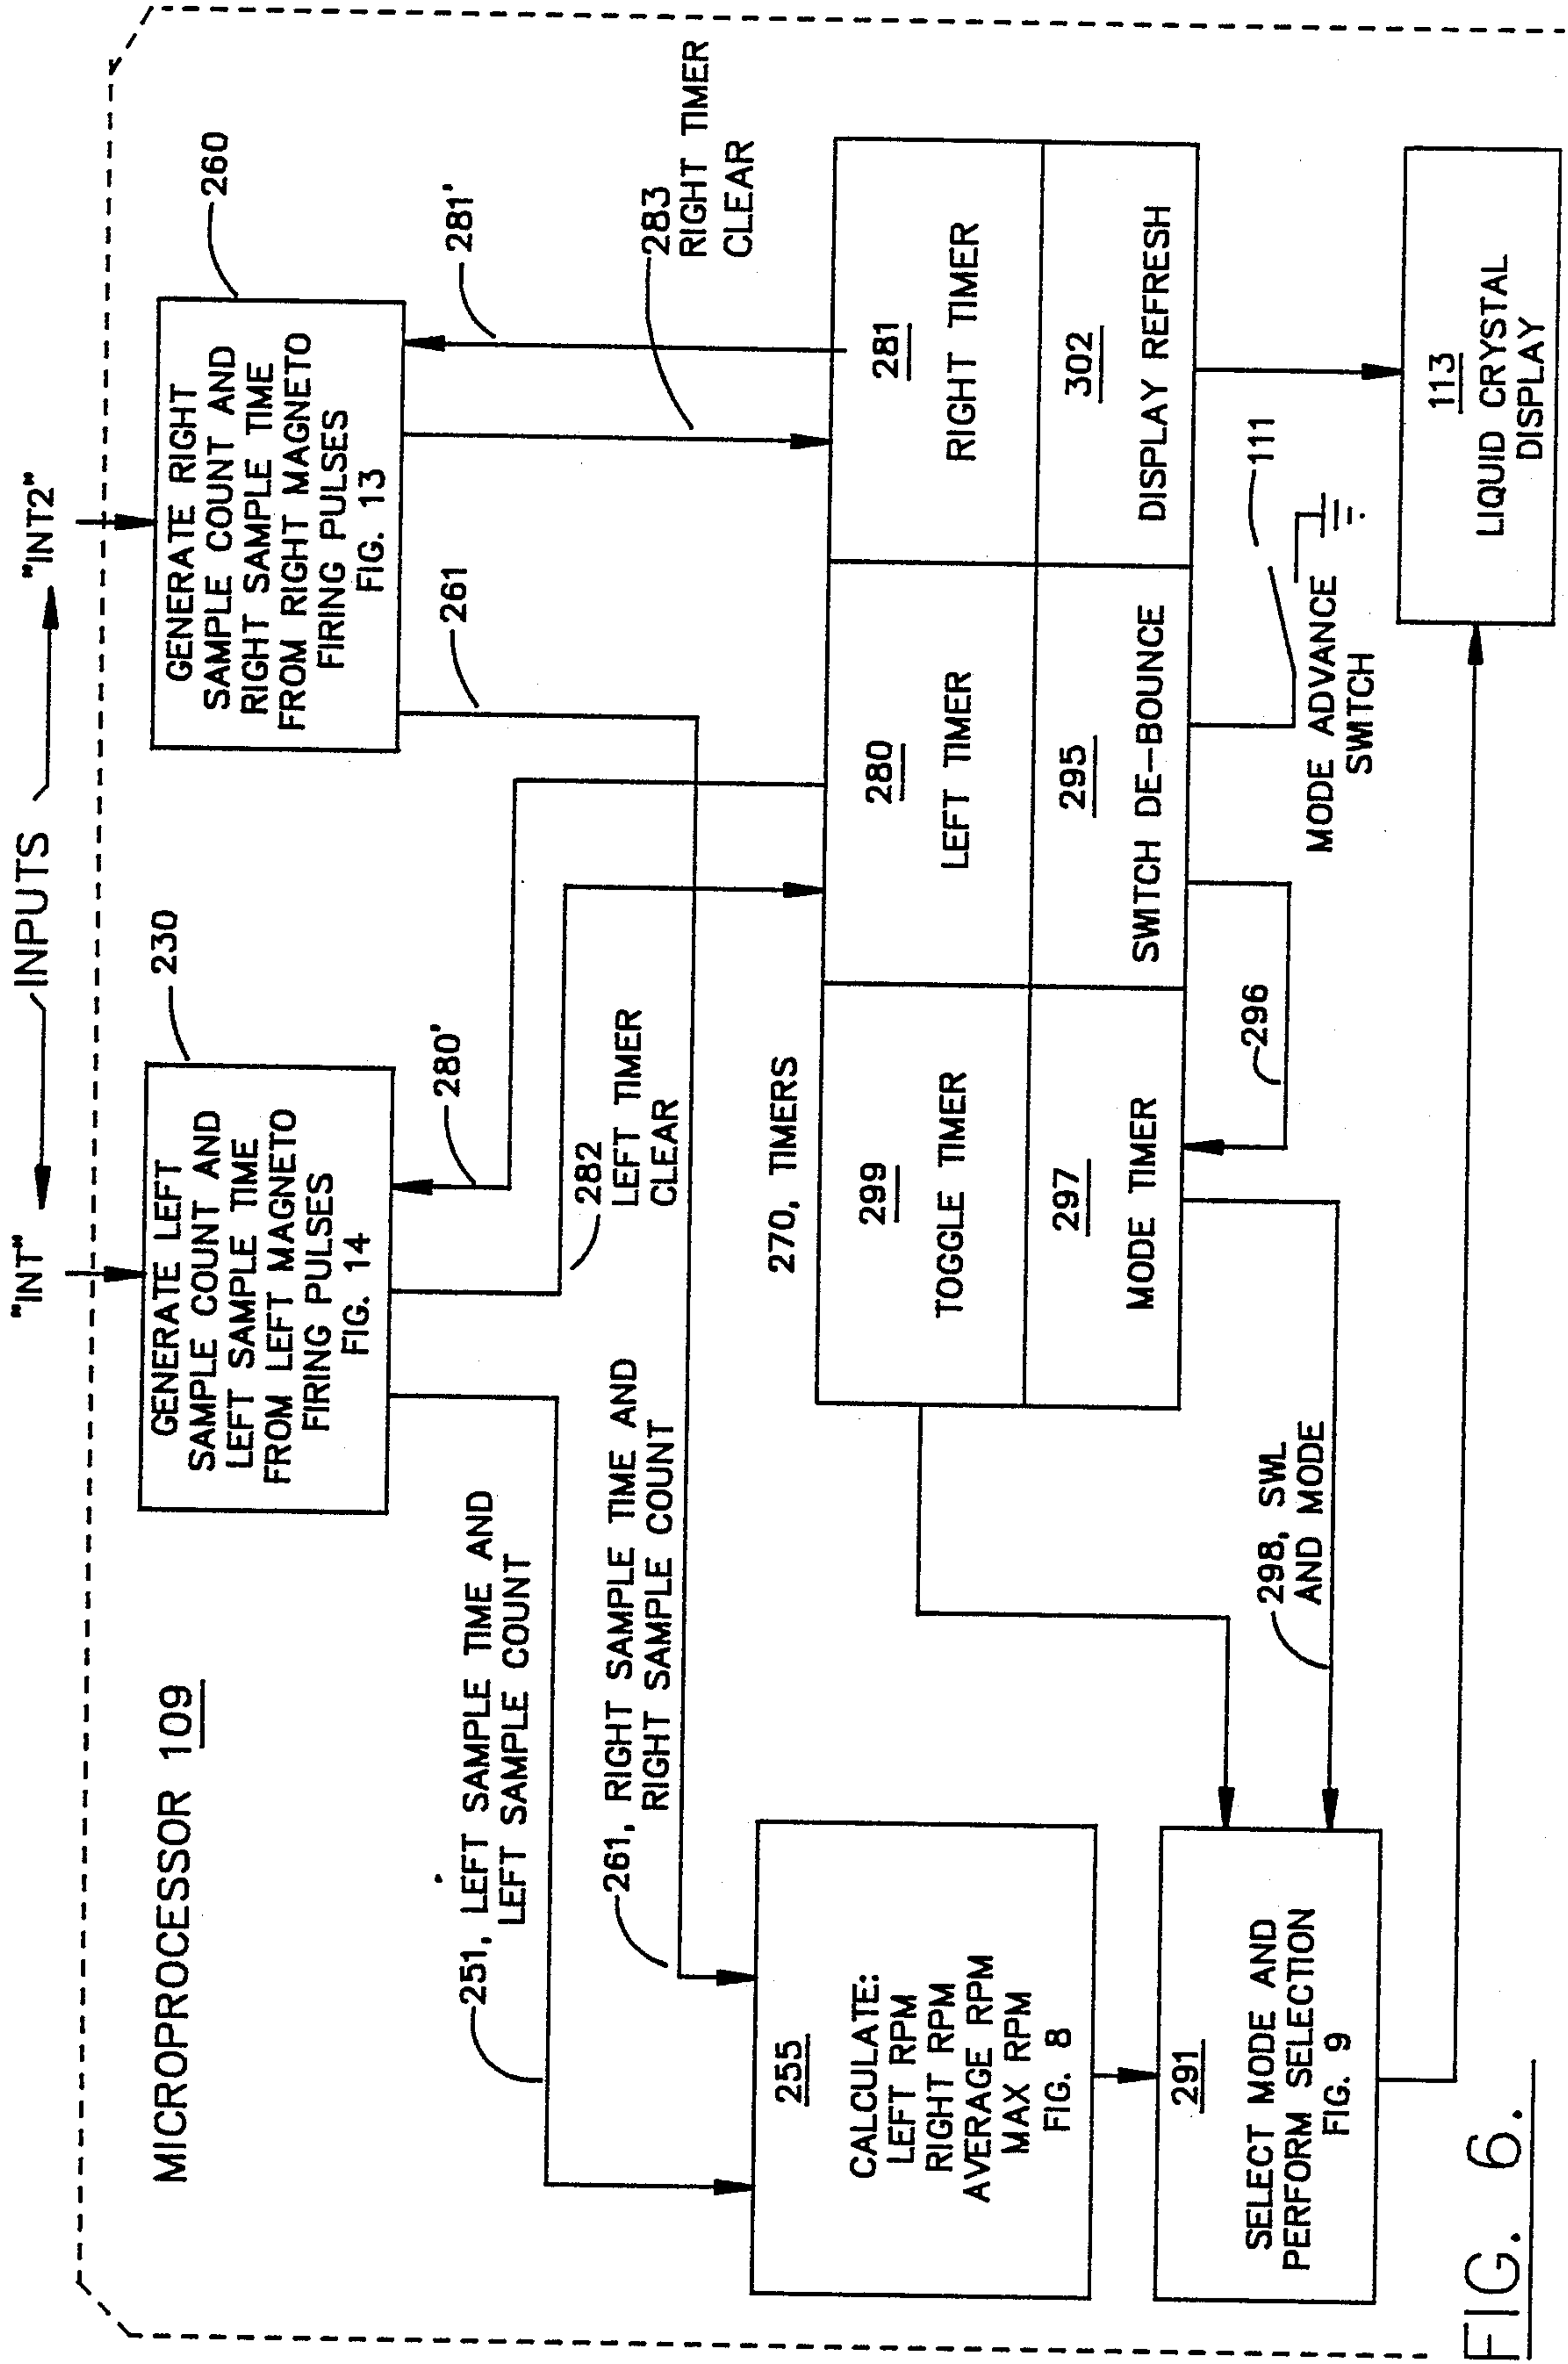 "INT"
INPUTS
"INT2"
MICROPROCESSOR 109
230
GENERATE LEFT
SAMPLE COUNT AND
LEFT SAMPLE TIME
FROM LEFT MAGNETO
FIRING PULSES
FIG. 14
260
GENERATE RIGHT
SAMPLE COUNT AND
RIGHT SAMPLE TIME
FROM RIGHT MAGNETO
FIRING PULSES
FIG. 13
251, LEFT SAMPLE TIME AND
LEFT SAMPLE COUNT
280'
261
281'
261, RIGHT SAMPLE TIME AND
RIGHT SAMPLE COUNT
282
LEFT TIMER
CLEAR
283
RIGHT TIMER
CLEAR
270, TIMERS
299
TOGGLE TIMER
280
LEFT TIMER
281
RIGHT TIMER
297
MODE TIMER
295
SWITCH DE-BOUNCE
302
DISPLAY REFRESH
255
CALCULATE:
LEFT RPM
RIGHT RPM
AVERAGE RPM
MAX RPM
FIG. 8
298, SWL
AND MODE
296
111
MODE ADVANCE
SWITCH
291
SELECT MODE AND
PERFORM SELECTION
FIG. 9
113
LIQUID CRYSTAL
DISPLAY
FIG. 6.